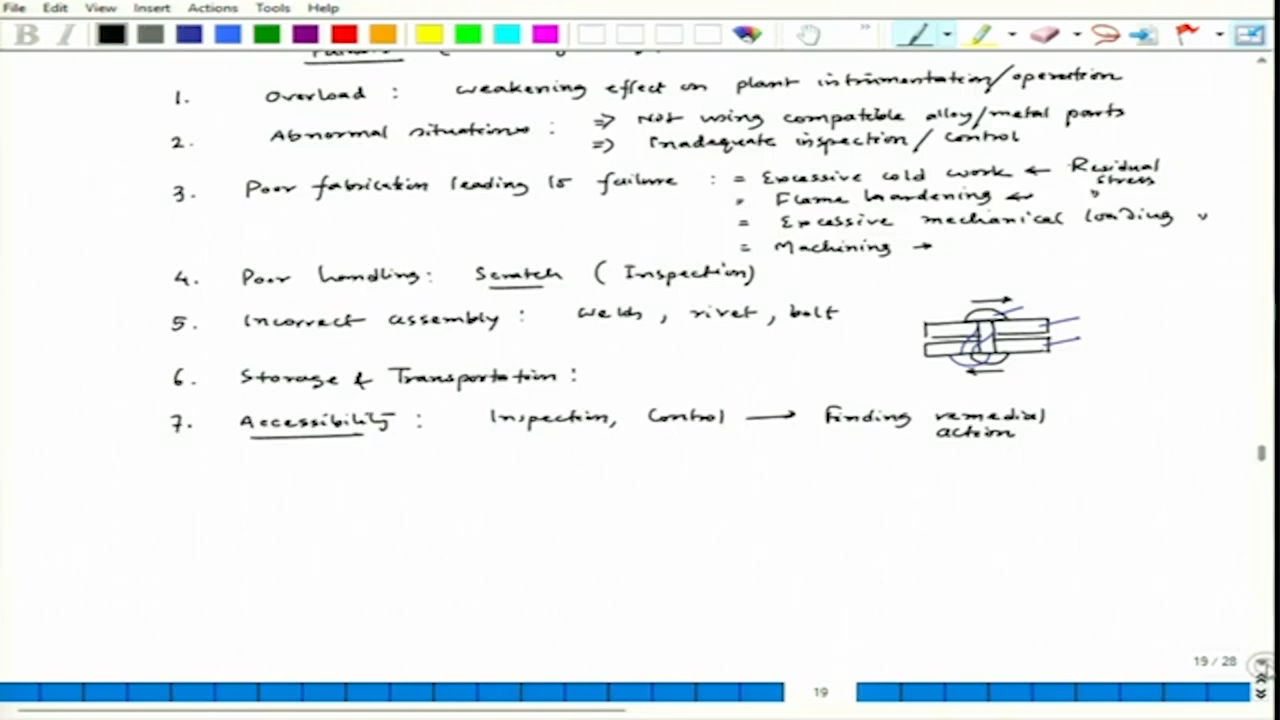 File Edit View Insert Actions Tools Help
B I
1. Overload : weakening effect on plant instrumentation/operation
2. Abnormal situations : => Not using compatible alloy/metal parts
=> Inadequate inspection/control
3. Poor fabrication leading to failure : = Excessive cold work ← Residual stress
" Flame hardening ← "
= Excessive mechanical loading "
= Machining →
4. Poor handling: Scratch (Inspection)
5. Incorrect assembly : welds, rivet, bolt
6. Storage & Transportation :
7. Accessibility : Inspection, Control → Finding remedial action
19 / 28
19